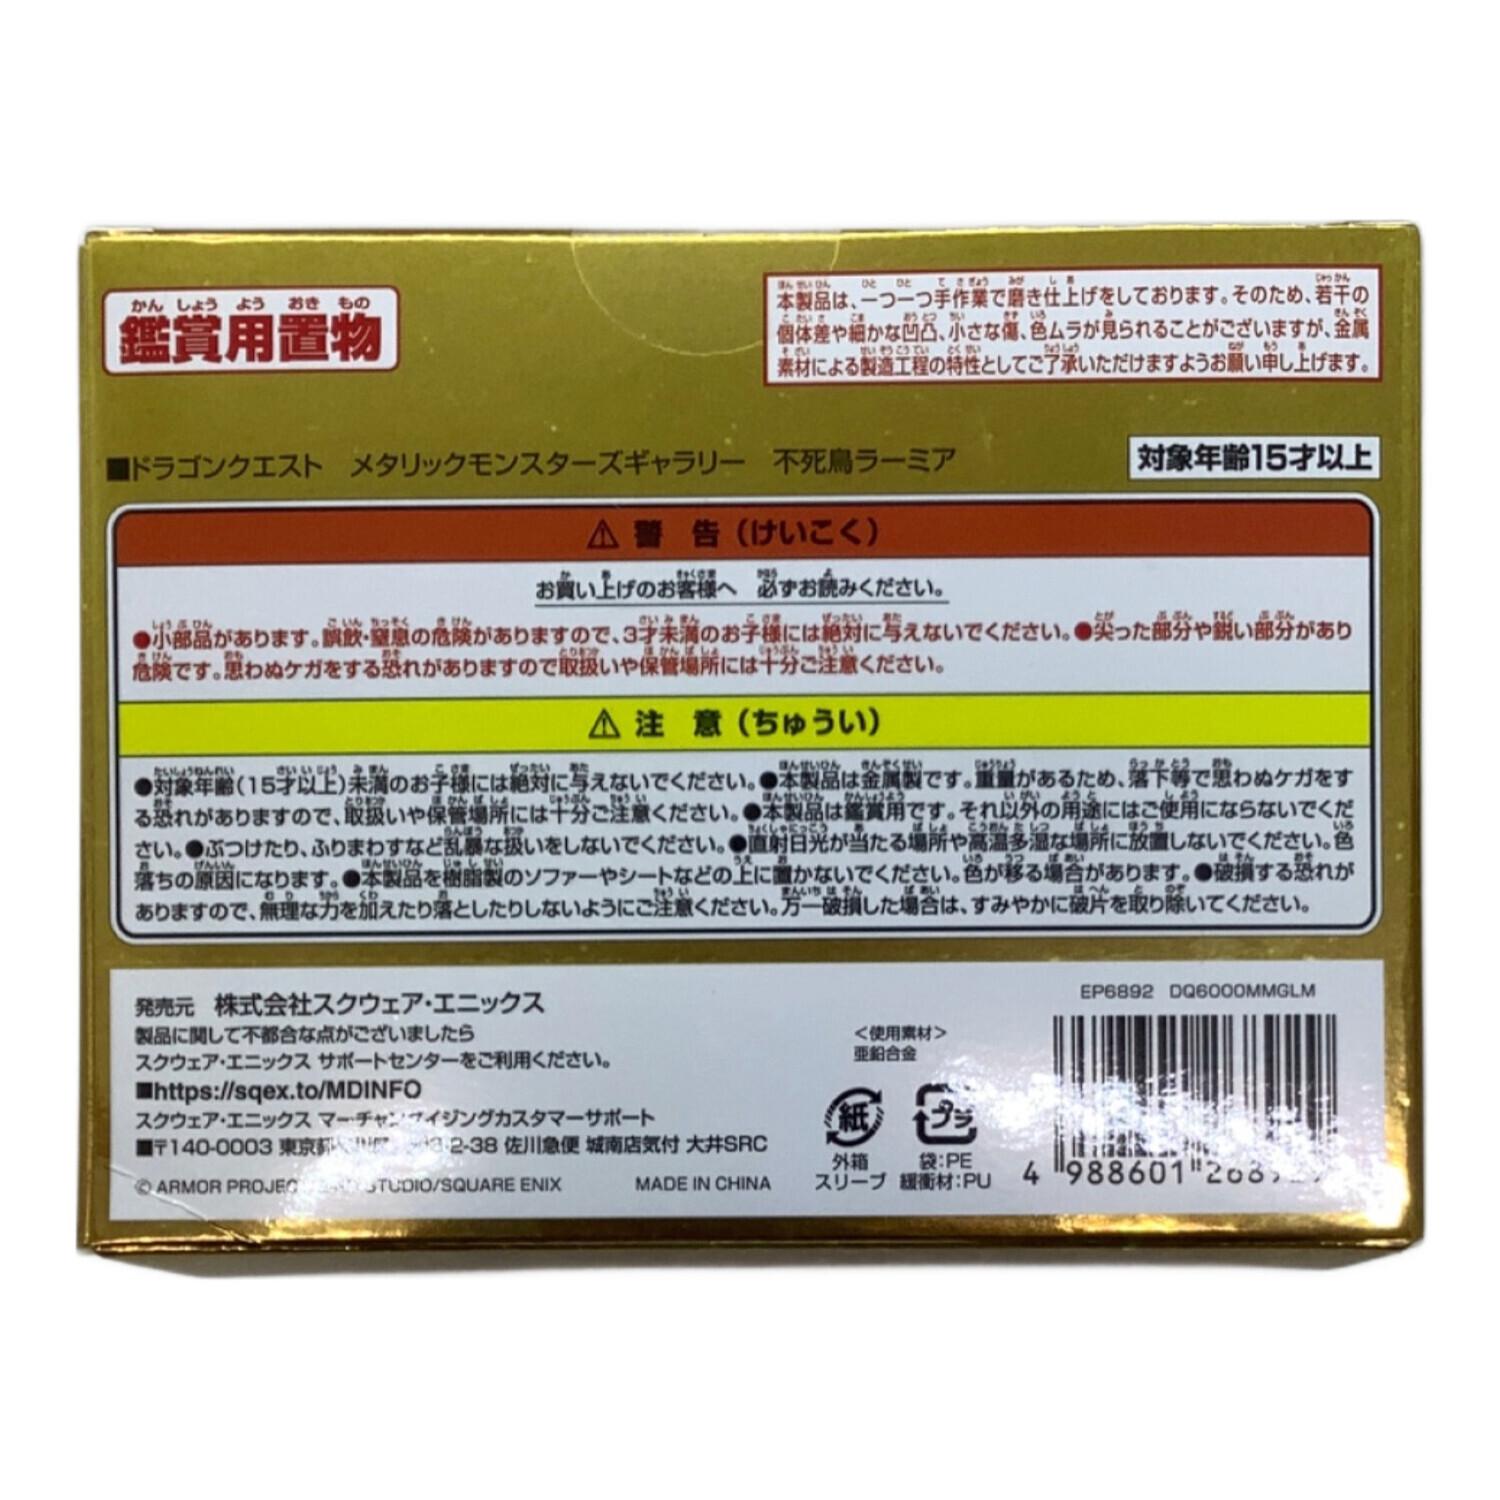 鑑賞用置物
本製品は、一つ一つ手作業で磨き仕上げをしております。そのため、若干の
個体差や細かな凹凸、小さな傷、色ムラが見られることがございますが、金属
素材による製造工程の特性としてご了承いただけますようお願い申し上げます。
■ドラゴンクエスト メタリックモンスターズギャラリー 不死鳥ラーミア
対象年齢15才以上
⚠ 警 告（けいこく）
お買い上げのお客様へ 必ずお読みください。
●小部品があります。誤飲・窒息の危険がありますので、3才未満のお子様には絶対に与えないでください。●尖った部分や鋭い部分があり
危険です。思わぬケガをする恐れがありますので取扱いや保管場所には十分ご注意ください。
⚠ 注 意（ちゅうい）
●対象年齢（15才以上）未満のお子様には絶対に与えないでください。●本製品は金属製です。重量があるため、落下等で思わぬケガをす
る恐れがありますので、取扱いや保管場所には十分ご注意ください。●本製品は鑑賞用です。それ以外の用途にはご使用にならないでくだ
さい。●ぶつけたり、ふりまわすなど乱暴な扱いをしないでください。●直射日光が当たる場所や高温多湿な場所に放置しないでください。色
落ちの原因になります。●本製品を樹脂製のソファーやシートなどの上に置かないでください。色が移る場合があります。●破損する恐れが
ありますので、無理な力を加えたり落としたりしないようにご注意ください。万一破損した場合は、すみやかに破片を取り除いてください。
発売元 株式会社スクウェア・エニックス
製品に関して不都合な点がございましたら
スクウェア・エニックス サポートセンターをご利用ください。
■https://sqex.to/MDINFO
スクウェア・エニックス マーチャンダイジングカスタマーサポート
■〒140-0003 東京都 2-38 佐川急便 城南店気付 大井SRC
© ARMOR PROJEC STUDIO/SQUARE ENIX MADE IN CHINA
EP6892 DQ6000MMGLM
＜使用素材＞
亜鉛合金
紙
外箱
スリーブ
プラ
袋：PE
緩衝材：PU
4 988601